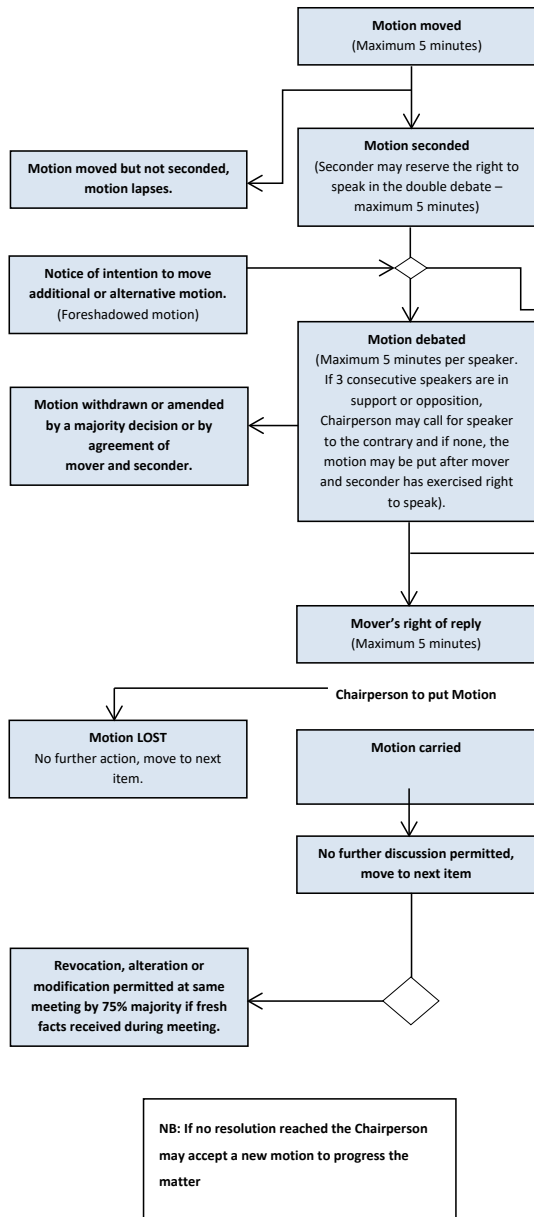 Motion moved
(Maximum 5 minutes)
Motion moved but not seconded,
motion lapses.
Motion seconded
(Seconder may reserve the right to
speak in the double debate –
maximum 5 minutes)
Notice of intention to move
additional or alternative motion.
(Foreshadowed motion)
Motion debated
(Maximum 5 minutes per speaker.
If 3 consecutive speakers are in
support or opposition,
Chairperson may call for speaker
to the contrary and if none, the
motion may be put after mover
and seconder has exercised right
to speak).
Motion withdrawn or amended
by a majority decision or by
agreement of
mover and seconder.
Mover’s right of reply
(Maximum 5 minutes)
Chairperson to put Motion
Motion LOST
No further action, move to next
item.
Motion carried
No further discussion permitted,
move to next item
Revocation, alteration or
modification permitted at same
meeting by 75% majority if fresh
facts received during meeting.
NB: If no resolution reached the Chairperson
may accept a new motion to progress the
matter